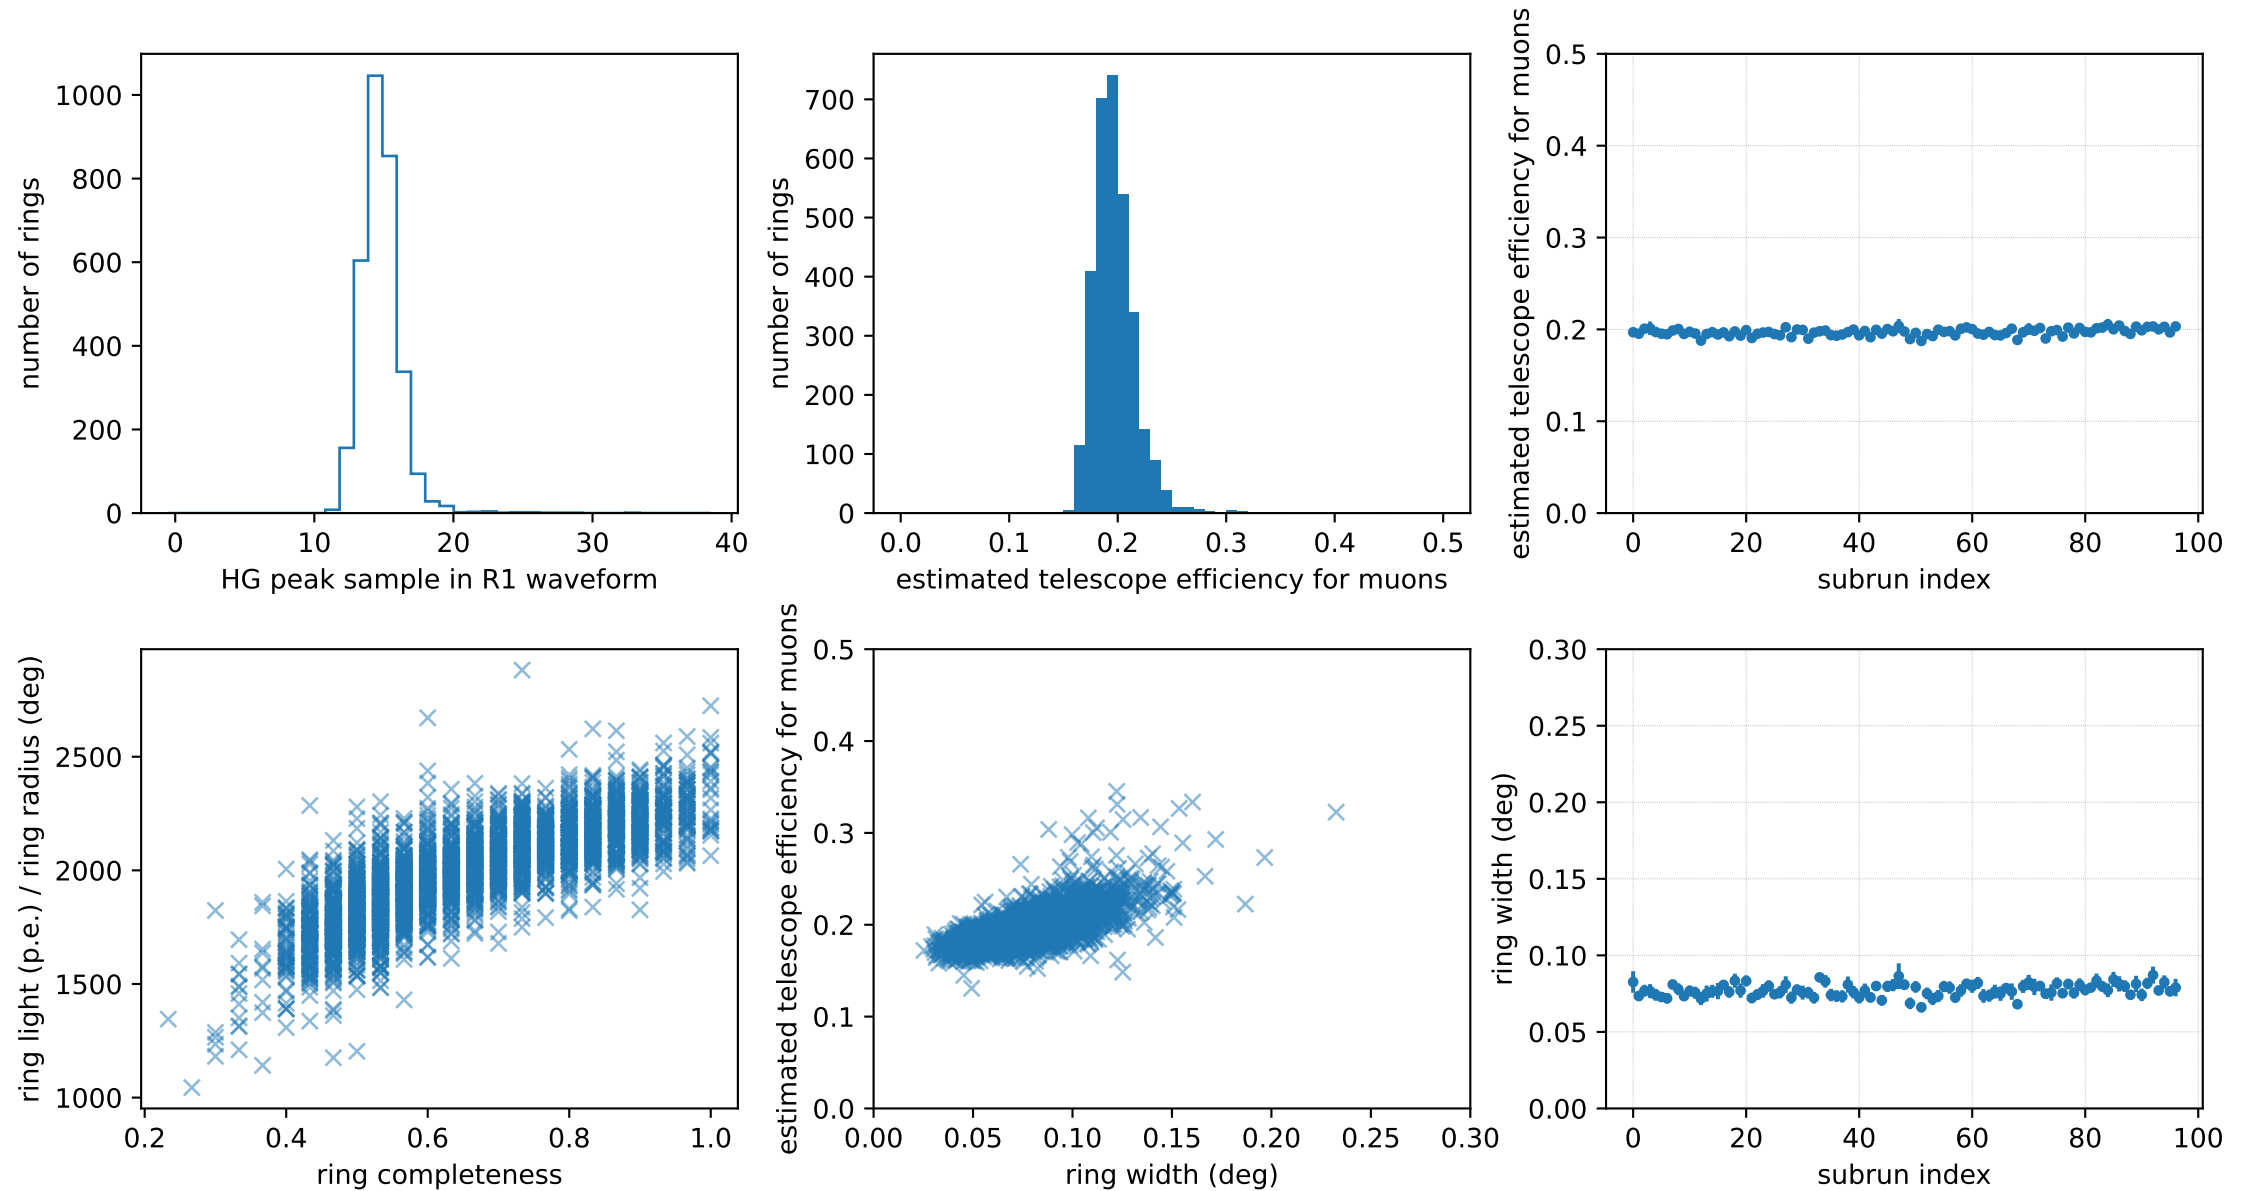 number of rings
1000
800
600
400
200
0
0 10 20 30 40
HG peak sample in R1 waveform
number of rings
700
600
500
400
300
200
100
0
0.0 0.1 0.2 0.3 0.4 0.5
estimated telescope efficiency for muons
estimated telescope efficiency for muons
0.5
0.4
0.3
0.2
0.1
0.0
0 20 40 60 80 100
subrun index
ring light (p.e.) / ring radius (deg)
2500
2000
1500
1000
0.2 0.4 0.6 0.8 1.0
ring completeness
estimated telescope efficiency for muons
0.5
0.4
0.3
0.2
0.1
0.0
0.00 0.05 0.10 0.15 0.20 0.25 0.30
ring width (deg)
ring width (deg)
0.30
0.25
0.20
0.15
0.10
0.05
0.00
0 20 40 60 80 100
subrun index